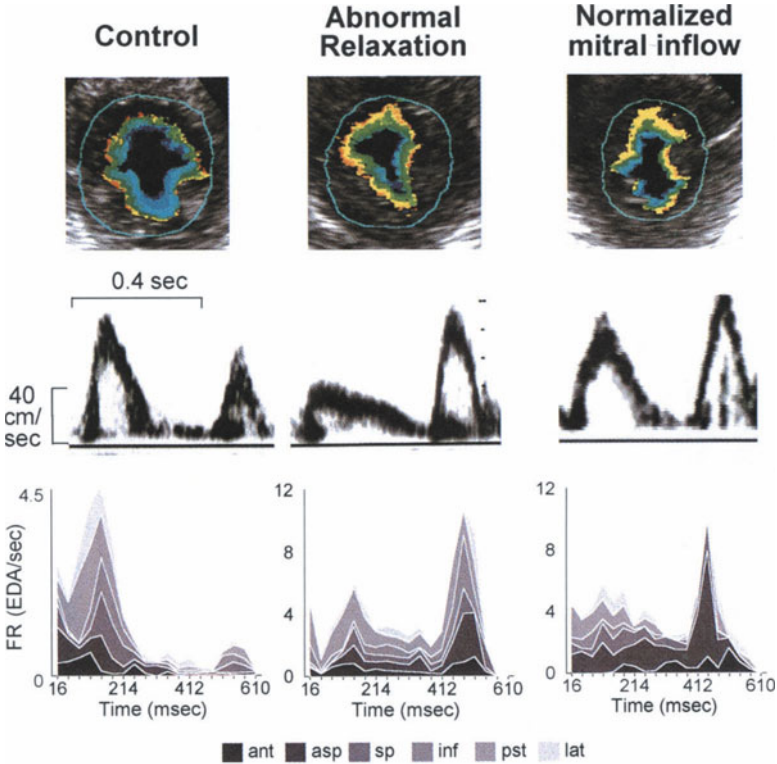 Control
Abnormal
Relaxation
Normalized
mitral inflow
0.4 sec
40
cm/
sec
FR (EDA/sec)
4.5
0
16 214 412 610
Time (msec)
12
8
4
0
16 214 412 610
Time (msec)
12
8
4
0
16 214 412 610
Time (msec)
ant asp sp inf pst lat